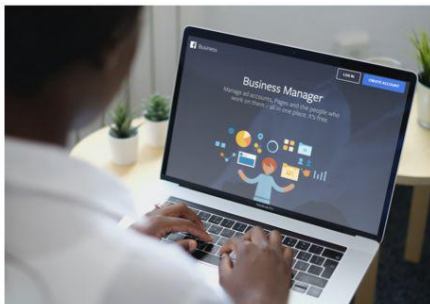 Business
LOG IN
CREATE ACCOUNT
Business Manager
Manage ad accounts, Pages and the people who
work on them – all in one place. It's free.